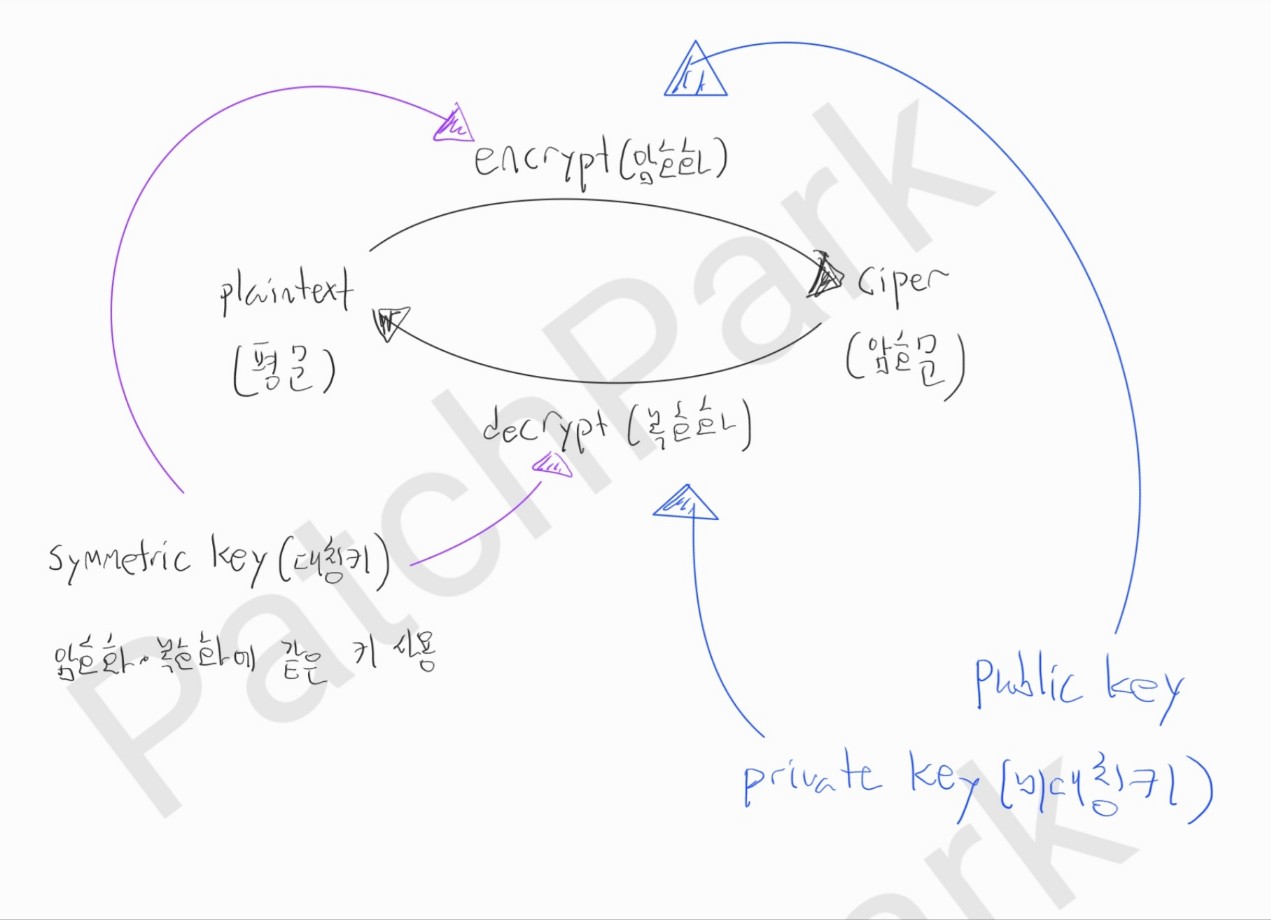 encrypt(암호화)
plaintext
(평문)
ciper
(암호문)
decrypt (복호화)
symmetric key (대칭키)
암호화·복호화에 같은 키 사용
public key
private key (비대칭키)
PatchPark
Park